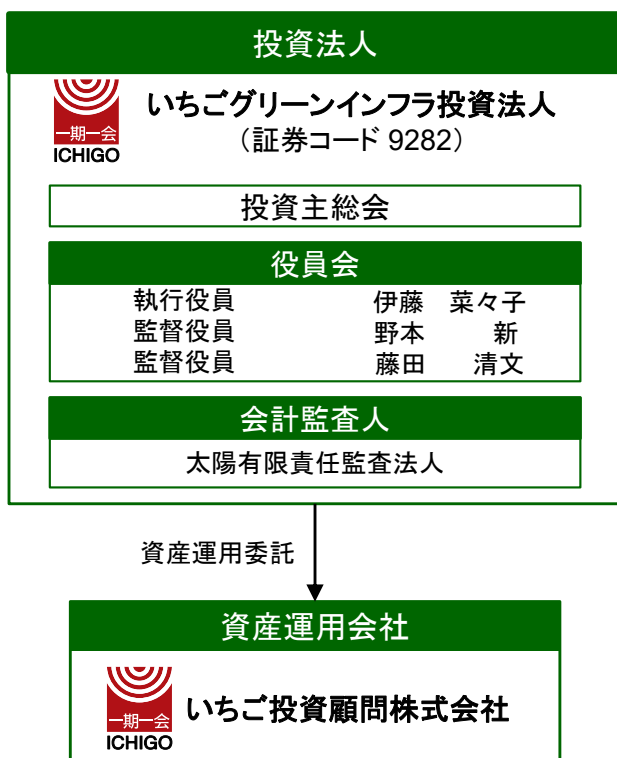 投資法人
一期一会
ICHIGO
いちごグリーンインフラ投資法人
（証券コード 9282）
投資主総会
役員会
執行役員 伊藤 菜々子
監督役員 野本 新
監督役員 藤田 清文
会計監査人
太陽有限責任監査法人
資産運用委託
資産運用会社
一期一会
ICHIGO
いちご投資顧問株式会社